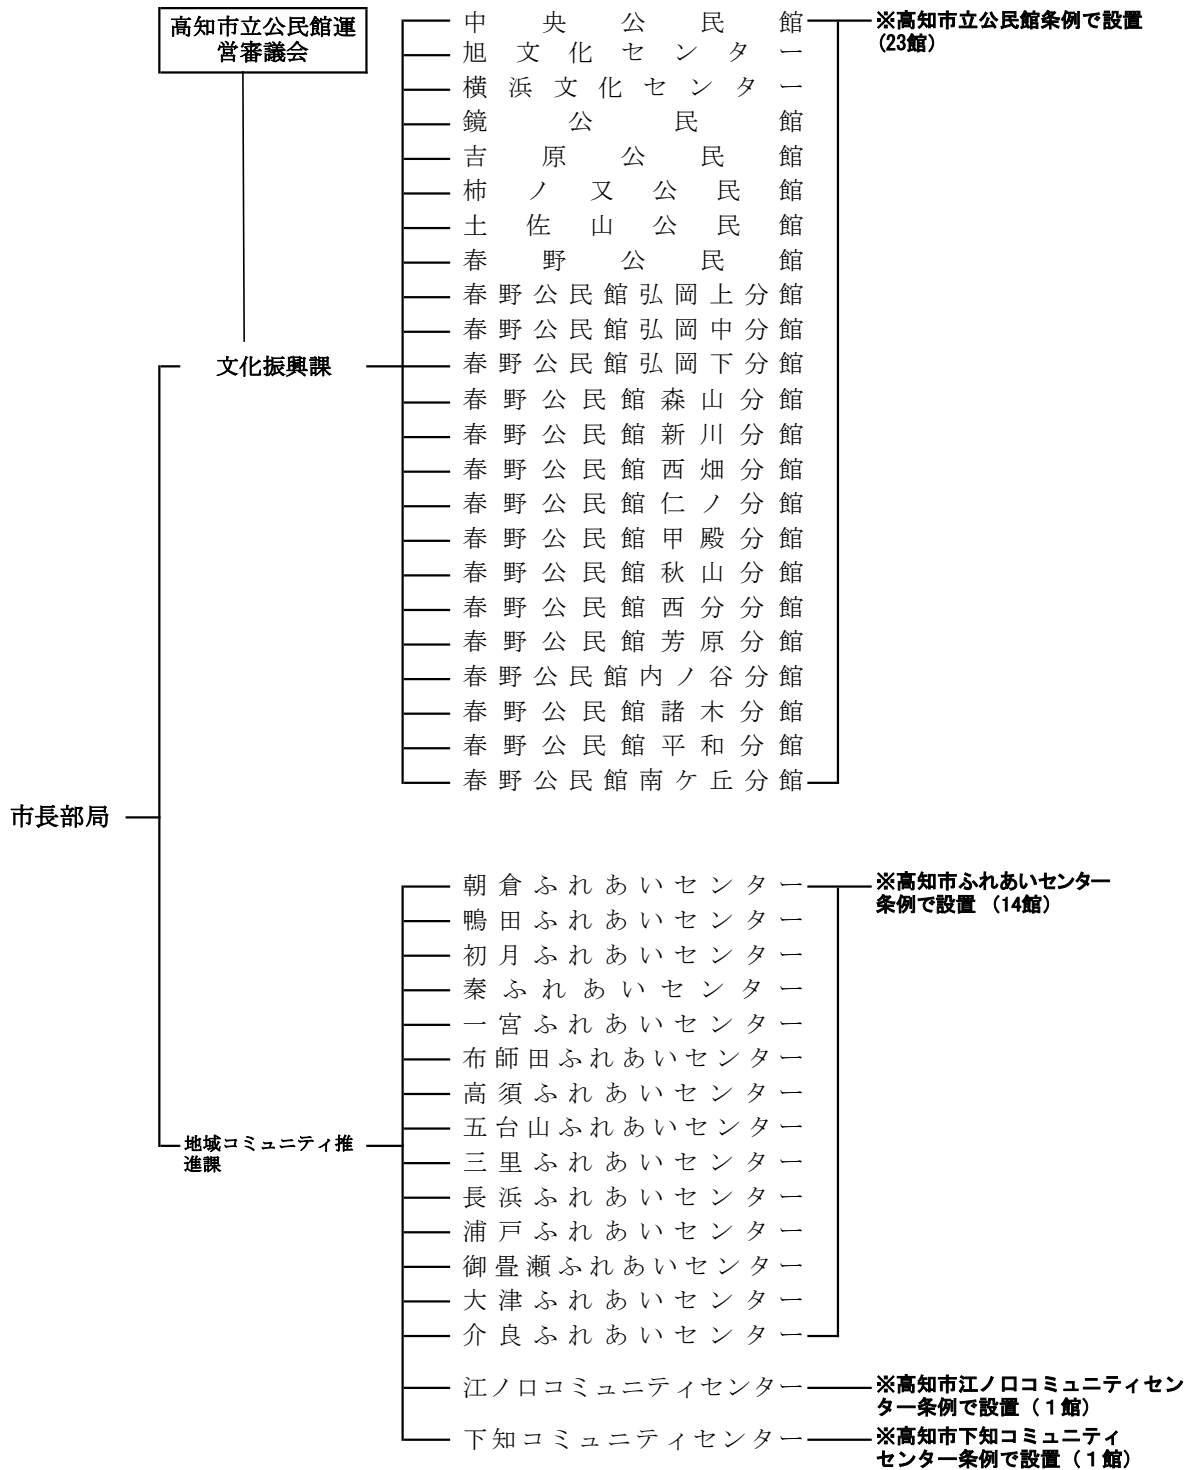 高知市立公民館運
営審議会
中央公民館
※高知市立公民館条例で設置
(23館)
旭文化センター
横浜文化センター
鏡公民館
吉原公民館
柿ノ又公民館
土佐山公民館
春野公民館
春野公民館弘岡上分館
春野公民館弘岡中分館
文化振興課
春野公民館弘岡下分館
春野公民館森山分館
春野公民館新川分館
春野公民館西畑分館
春野公民館仁ノ分館
春野公民館甲殿分館
春野公民館秋山分館
春野公民館西分分館
春野公民館芳原分館
春野公民館内ノ谷分館
春野公民館諸木分館
春野公民館平和分館
春野公民館南ケ丘分館
市長部局
朝倉ふれあいセンター
※高知市ふれあいセンター
条例で設置 (14館)
鴨田ふれあいセンター
初月ふれあいセンター
秦ふれあいセンター
一宮ふれあいセンター
布師田ふれあいセンター
高須ふれあいセンター
五台山ふれあいセンター
地域コミュニティ推
進課
三里ふれあいセンター
長浜ふれあいセンター
浦戸ふれあいセンター
御畳瀬ふれあいセンター
大津ふれあいセンター
介良ふれあいセンター
江ノ口コミュニティセンター
※高知市江ノ口コミュニティセン
ター条例で設置（１館）
下知コミュニティセンター
※高知市下知コミュニティ
センター条例で設置（１館）